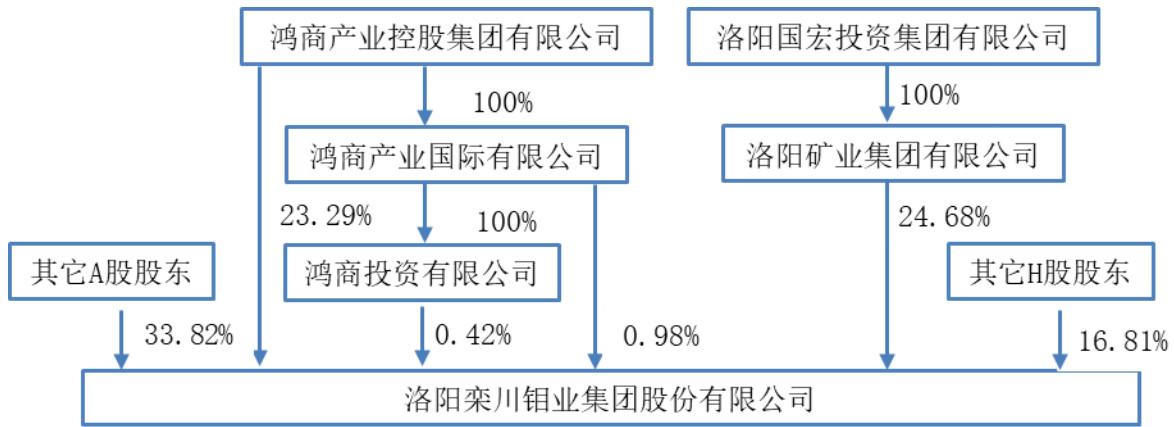 鸿商产业控股集团有限公司
洛阳国宏投资集团有限公司
100%
100%
鸿商产业国际有限公司
洛阳矿业集团有限公司
23.29%
100%
24.68%
其它A股股东
鸿商投资有限公司
其它H股股东
33.82%
0.42%
0.98%
16.81%
洛阳栾川钼业集团股份有限公司